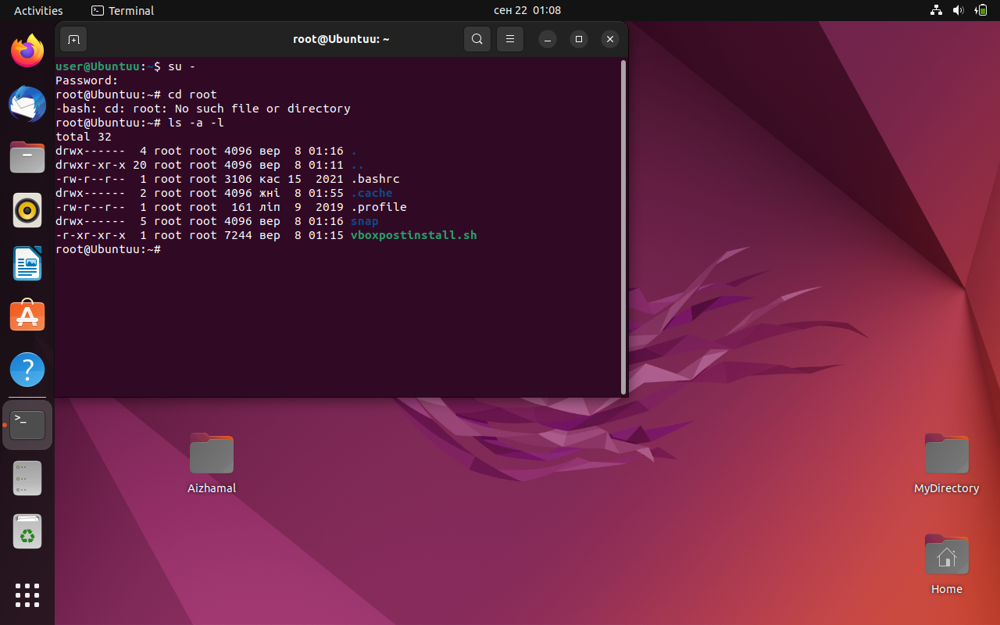 Activities Terminal сен 22 01:08
root@Ubuntuu: ~
user@Ubuntuu:~$ su -
Password:
root@Ubuntuu:~# cd root
-bash: cd: root: No such file or directory
root@Ubuntuu:~# ls -a -l
total 32
drwx------  4 root root 4096 вер  8 01:16 .
drwxr-xr-x 20 root root 4096 вер  8 01:11 ..
-rw-r--r--  1 root root 3106 кас 15  2021 .bashrc
drwx------  2 root root 4096 жні  8 01:55 .cache
-rw-r--r--  1 root root  161 ліп  9  2019 .profile
drwx------  5 root root 4096 вер  8 01:16 snap
-r-xr-xr-x  1 root root 7244 вер  8 01:15 vboxpostinstall.sh
root@Ubuntuu:~#
Aizhamal
MyDirectory
Home